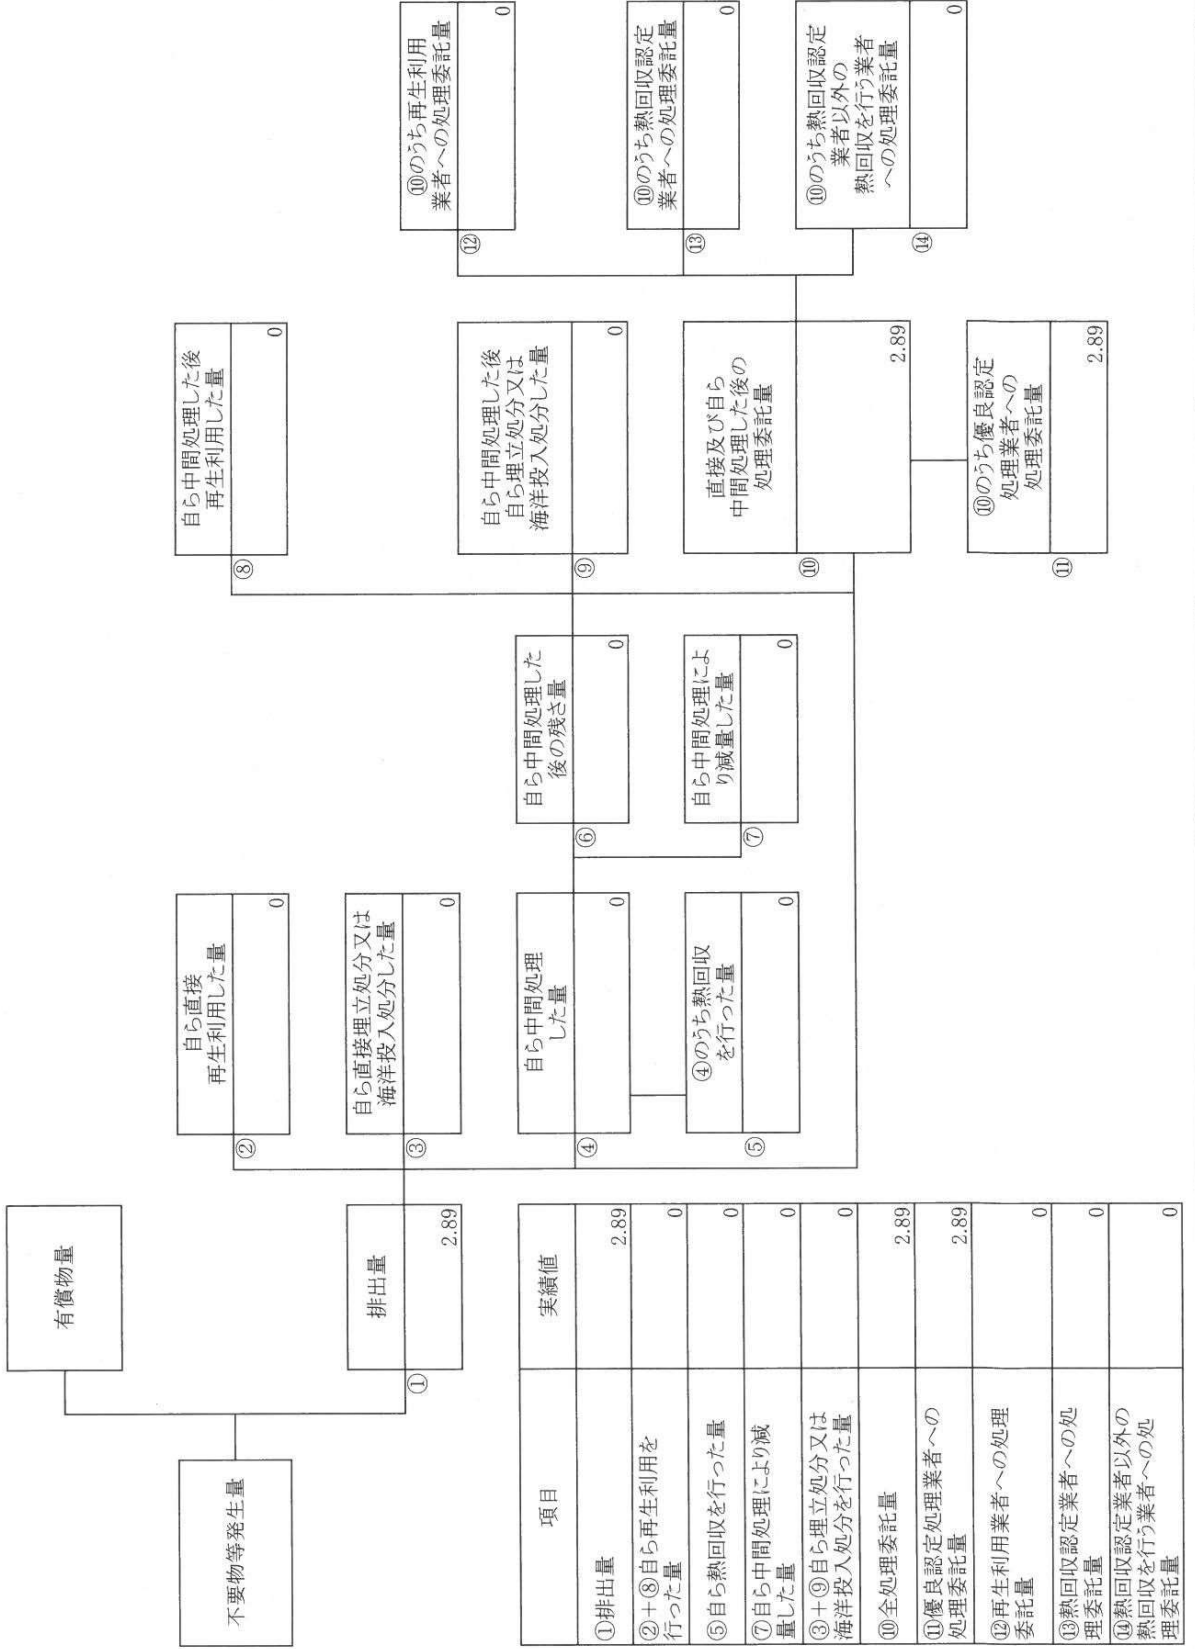 不要物等発生量
有償物量
排出量
①
2.89
自ら直接
再生利用した量
②
0
自ら直接埋立処分又は
海洋投入処分した量
③
0
自ら中間処理
した量
④
0
④のうち熱回収
を行った量
⑤
0
自ら中間処理した
後の残さ量
⑥
0
自ら中間処理によ
り減量した量
⑦
0
自ら中間処理した後
再生利用した量
⑧
0
自ら中間処理した後
自ら埋立処分又は
海洋投入処分した量
⑨
0
直接及び自ら
中間処理した後の
処理委託量
⑩
2.89
⑩のうち優良認定
処理業者への
処理委託量
⑪
2.89
⑩のうち再生利用
業者への処理委託量
⑫
0
⑩のうち熱回収認定
業者への処理委託量
⑬
0
⑩のうち熱回収認定
業者以外の
熱回収を行う業者
への処理委託量
⑭
0
項目 実績値
①排出量 2.89
②+⑧自ら再生利用を
行った量 0
⑤自ら熱回収を行った量 0
⑦自ら中間処理により減
量した量 0
③+⑨自ら埋立処分又は
海洋投入処分を行った量 0
⑩全処理委託量 2.89
⑪優良認定処理業者への
処理委託量 2.89
⑫再生利用業者への処理
委託量 0
⑬熱回収認定業者への処
理委託量 0
⑭熱回収認定業者以外の
熱回収を行う業者への処
理委託量 0